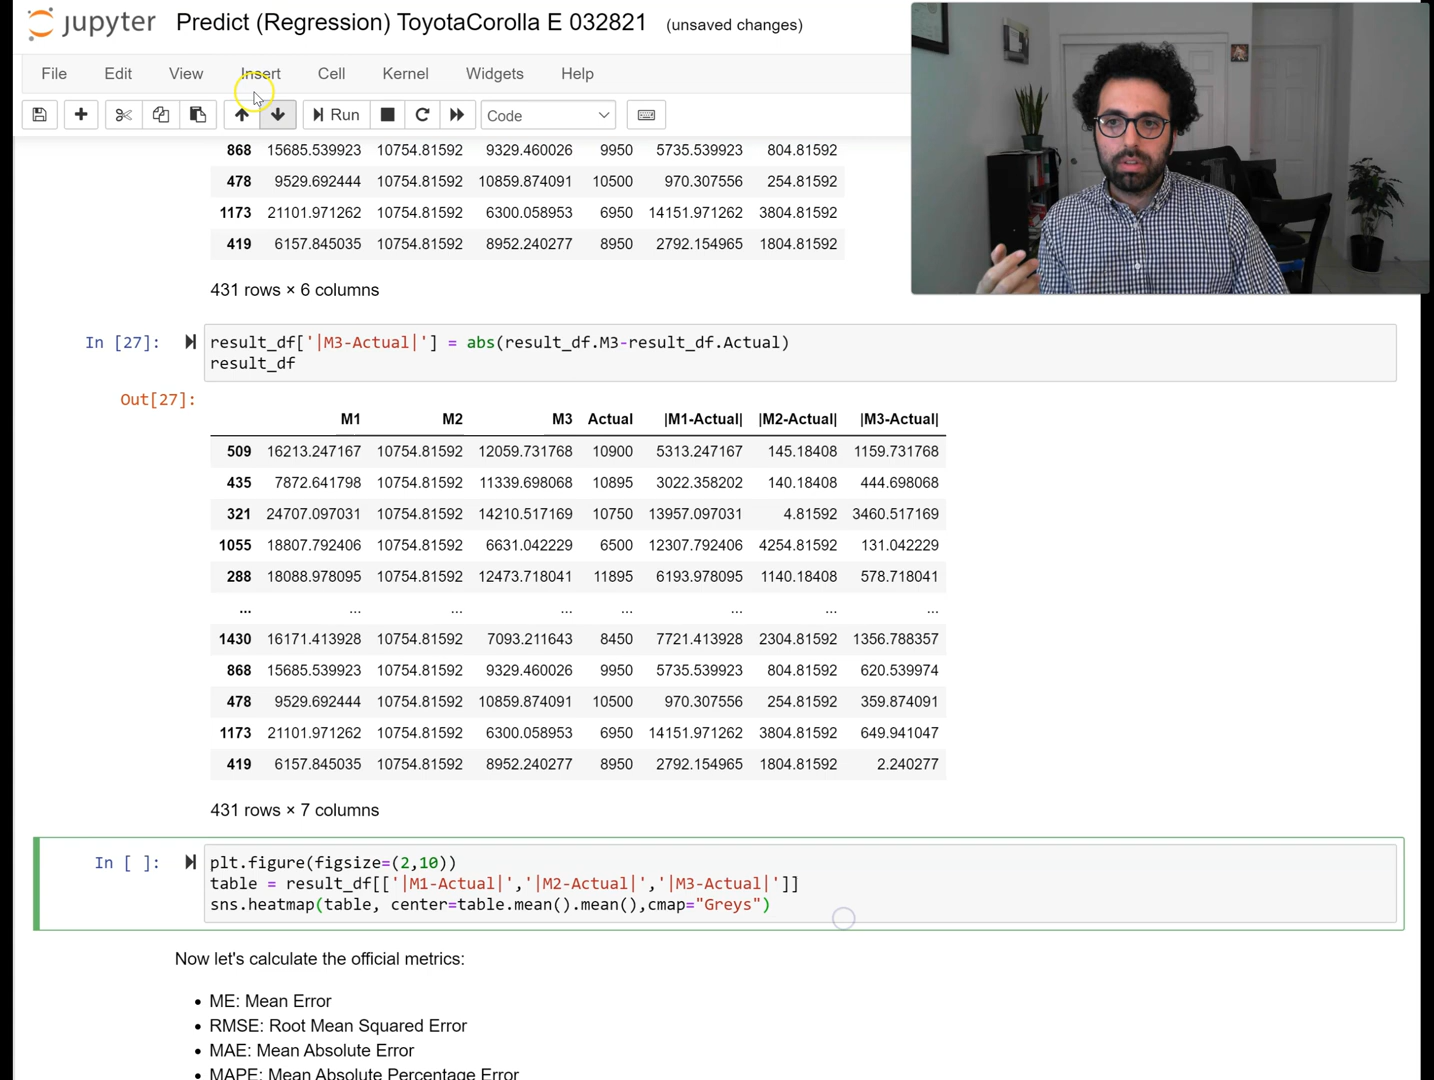 jupyter Predict (Regression) ToyotaCorolla E 032821 (unsaved changes)
File Edit View Insert Cell Kernel Widgets Help
Run Code
868 15685.539923 10754.81592 9329.460026 9950 5735.539923 804.81592
478 9529.692444 10754.81592 10859.874091 10500 970.307556 254.81592
1173 21101.971262 10754.81592 6300.058953 6950 14151.971262 3804.81592
419 6157.845035 10754.81592 8952.240277 8950 2792.154965 1804.81592
431 rows × 6 columns
In [27]: result_df['|M3-Actual|'] = abs(result_df.M3-result_df.Actual)
result_df
Out[27]:
M1 M2 M3 Actual |M1-Actual| |M2-Actual| |M3-Actual|
509 16213.247167 10754.81592 12059.731768 10900 5313.247167 145.18408 1159.731768
435 7872.641798 10754.81592 11339.698068 10895 3022.358202 140.18408 444.698068
321 24707.097031 10754.81592 14210.517169 10750 13957.097031 4.81592 3460.517169
1055 18807.792406 10754.81592 6631.042229 6500 12307.792406 4254.81592 131.042229
288 18088.978095 10754.81592 12473.718041 11895 6193.978095 1140.18408 578.718041
... ... ... ... ... ... ... ...
1430 16171.413928 10754.81592 7093.211643 8450 7721.413928 2304.81592 1356.788357
868 15685.539923 10754.81592 9329.460026 9950 5735.539923 804.81592 620.539974
478 9529.692444 10754.81592 10859.874091 10500 970.307556 254.81592 359.874091
1173 21101.971262 10754.81592 6300.058953 6950 14151.971262 3804.81592 649.941047
419 6157.845035 10754.81592 8952.240277 8950 2792.154965 1804.81592 2.240277
431 rows × 7 columns
In [ ]: plt.figure(figsize=(2,10))
table = result_df[['|M1-Actual|','|M2-Actual|','|M3-Actual|']]
sns.heatmap(table, center=table.mean().mean(),cmap="Greys")
Now let's calculate the official metrics:
• ME: Mean Error
• RMSE: Root Mean Squared Error
• MAE: Mean Absolute Error
• MAPE: Mean Absolute Percentage Error